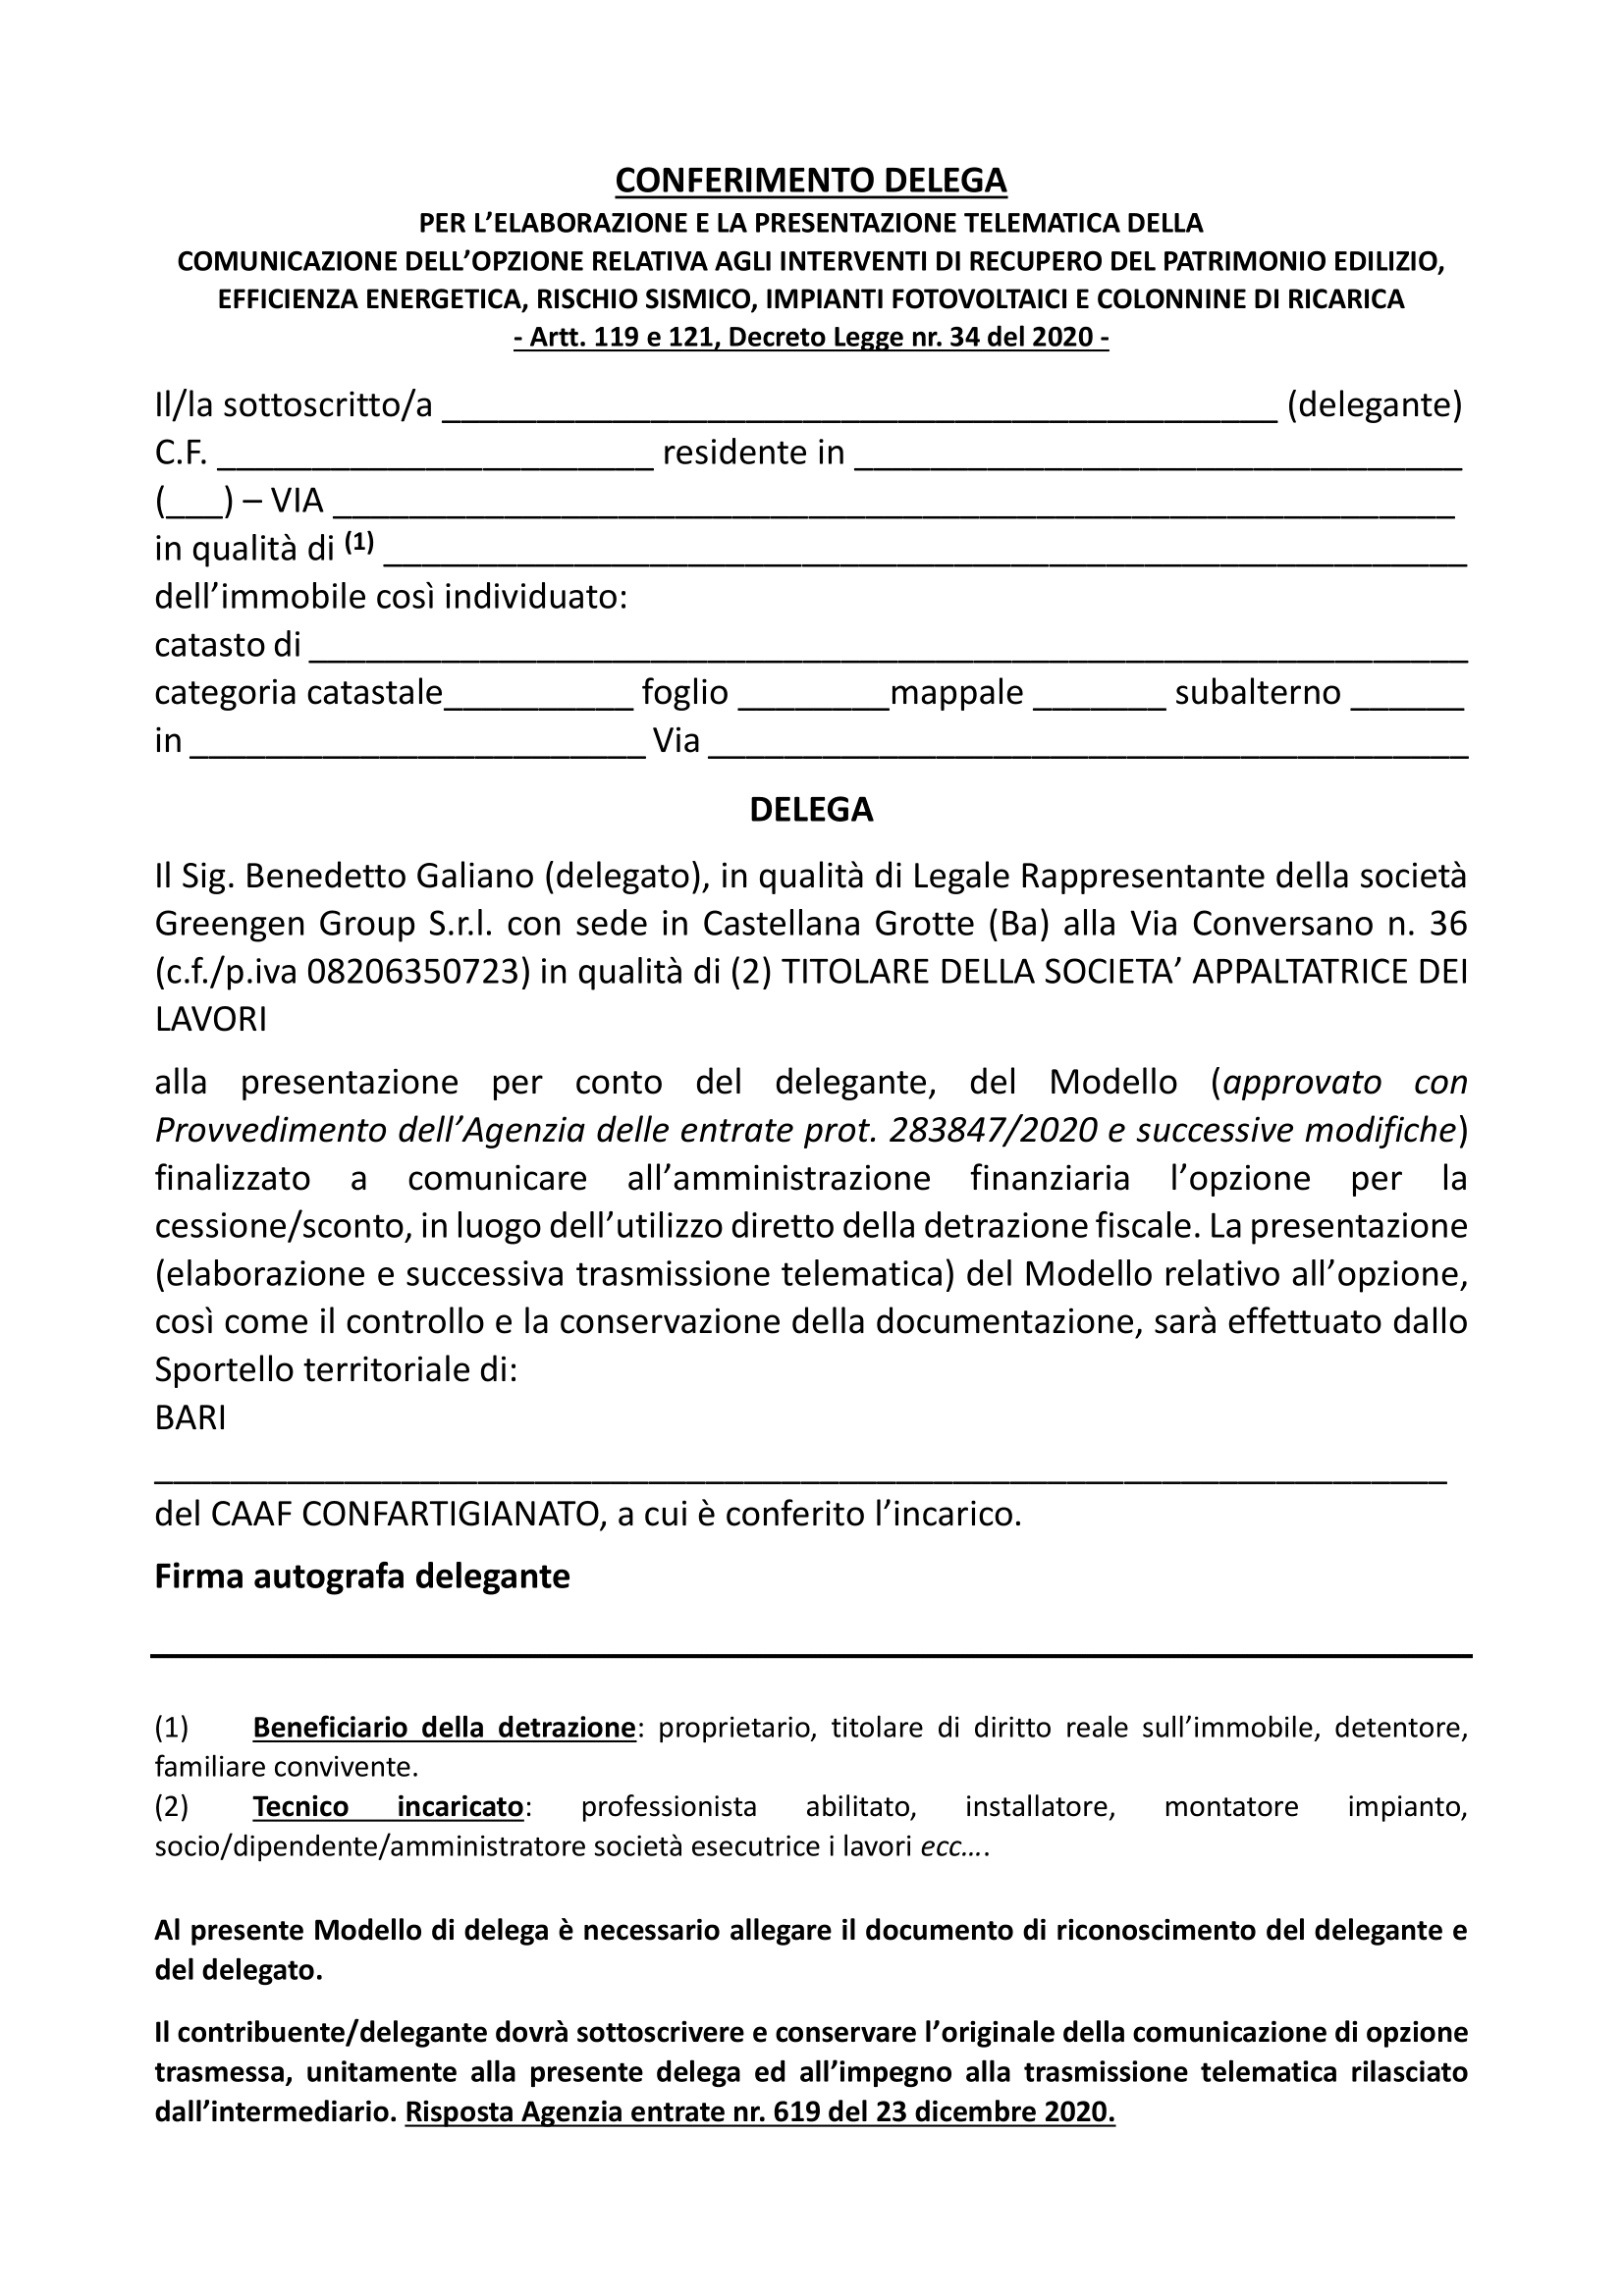 CONFERIMENTO DELEGA
PER L’ELABORAZIONE E LA PRESENTAZIONE TELEMATICA DELLA
COMUNICAZIONE DELL’OPZIONE RELATIVA AGLI INTERVENTI DI RECUPERO DEL PATRIMONIO EDILIZIO,
EFFICIENZA ENERGETICA, RISCHIO SISMICO, IMPIANTI FOTOVOLTAICI E COLONNINE DI RICARICA
- Artt. 119 e 121, Decreto Legge nr. 34 del 2020 -
Il/la sottoscritto/a ____________________________________________ (delegante)
C.F. _______________________ residente in ________________________________
(___) – VIA ___________________________________________________________
in qualità di (1) _________________________________________________________
dell’immobile così individuato:
catasto di _____________________________________________________________
categoria catastale__________ foglio ________mappale _______ subalterno ______
in ________________________ Via ________________________________________
DELEGA
Il Sig. Benedetto Galiano (delegato), in qualità di Legale Rappresentante della società
Greengen Group S.r.l. con sede in Castellana Grotte (Ba) alla Via Conversano n. 36
(c.f./p.iva 08206350723) in qualità di (2) TITOLARE DELLA SOCIETA’ APPALTATRICE DEI
LAVORI
alla presentazione per conto del delegante, del Modello (approvato con
Provvedimento dell’Agenzia delle entrate prot. 283847/2020 e successive modifiche)
finalizzato a comunicare all’amministrazione finanziaria l’opzione per la
cessione/sconto, in luogo dell’utilizzo diretto della detrazione fiscale. La presentazione
(elaborazione e successiva trasmissione telematica) del Modello relativo all’opzione,
così come il controllo e la conservazione della documentazione, sarà effettuato dallo
Sportello territoriale di:
BARI
____________________________________________________________________
del CAAF CONFARTIGIANATO, a cui è conferito l’incarico.
Firma autografa delegante
(1) Beneficiario della detrazione: proprietario, titolare di diritto reale sull’immobile, detentore,
familiare convivente.
(2) Tecnico incaricato: professionista abilitato, installatore, montatore impianto,
socio/dipendente/amministratore società esecutrice i lavori ecc….
Al presente Modello di delega è necessario allegare il documento di riconoscimento del delegante e
del delegato.
Il contribuente/delegante dovrà sottoscrivere e conservare l’originale della comunicazione di opzione
trasmessa, unitamente alla presente delega ed all’impegno alla trasmissione telematica rilasciato
dall’intermediario. Risposta Agenzia entrate nr. 619 del 23 dicembre 2020.